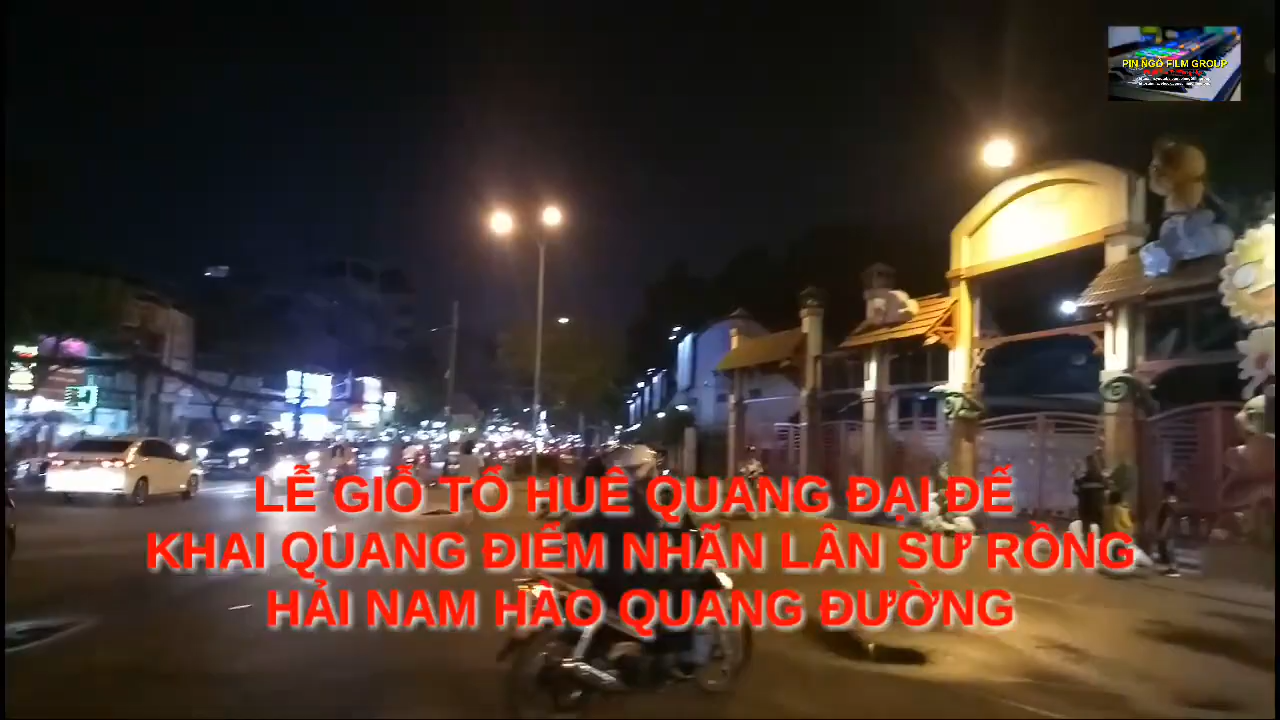 PIN NGÔ FILM GROUP
LỄ GIỖ TỔ HUÊ QUANG ĐẠI ĐẾ
KHAI QUANG ĐIỂM NHÃN LÂN SƯ RỒNG
HẢI NAM HÀO QUANG ĐƯỜNG